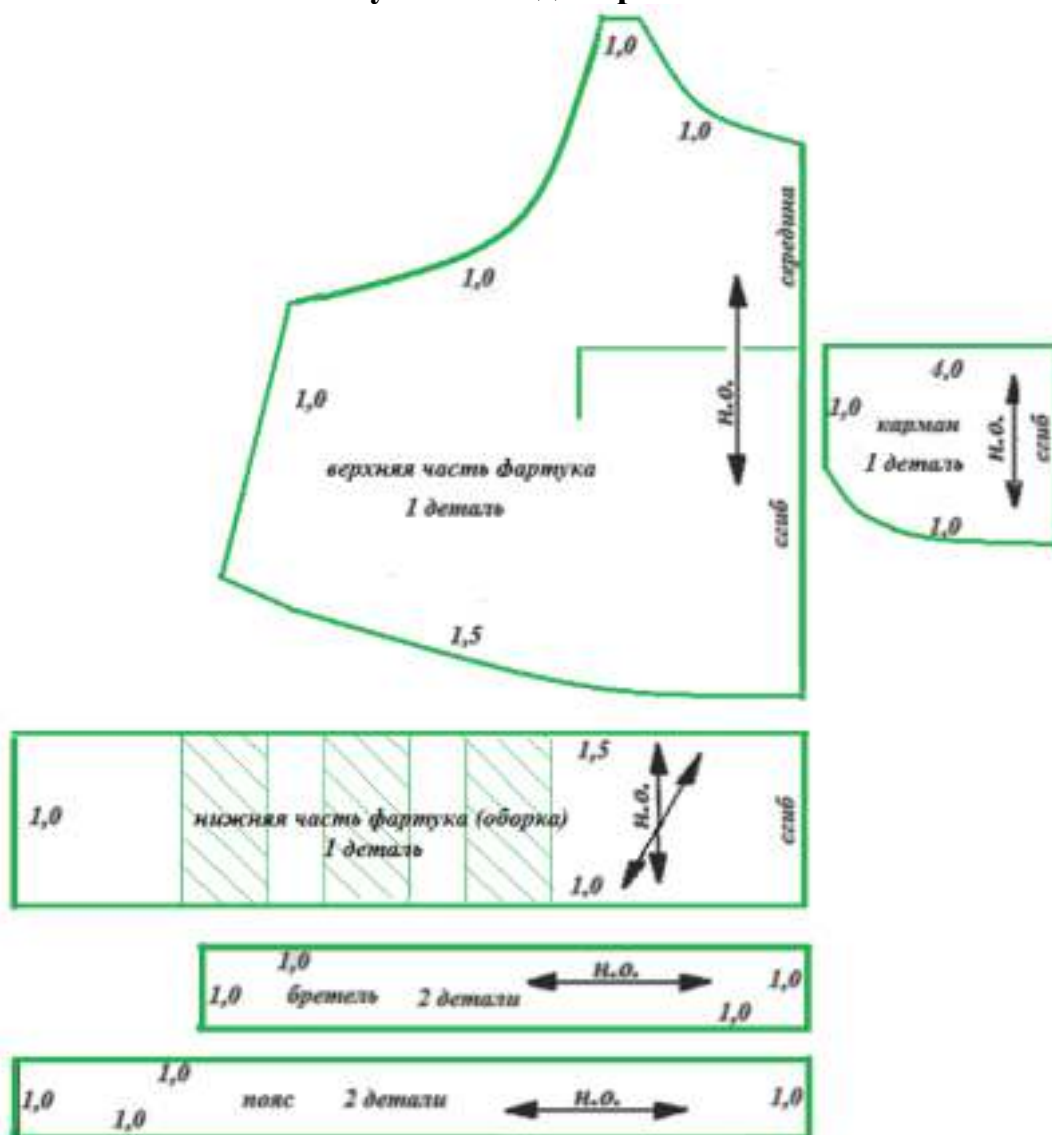 1,0
1,0
середина
1,0
н.о.
1,0
верхняя часть фартука
1 деталь
сгиб
1,5
4,0
1,0
карман
1 деталь
н.о.
сгиб
1,0
1,5
1,0
н.о.
сгиб
нижняя часть фартука (оборка)
1 деталь
1,0
1,0
н.о.
1,0
1,0 бретель 2 детали
1,0
1,0
1,0 пояс 2 детали н.о. 1,0
1,0